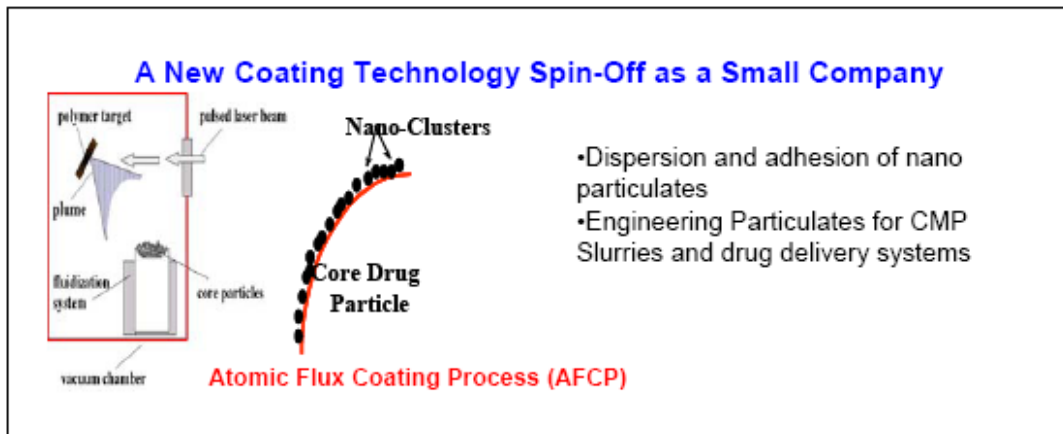 A New Coating Technology Spin-Off as a Small Company
polymer target
pulsed laser beam
plume
fluidization
system
core particles
vacuum chamber
Nano-Clusters
Core Drug
Particle
Atomic Flux Coating Process (AFCP)
•Dispersion and adhesion of nano
particulates
•Engineering Particulates for CMP
Slurries and drug delivery systems